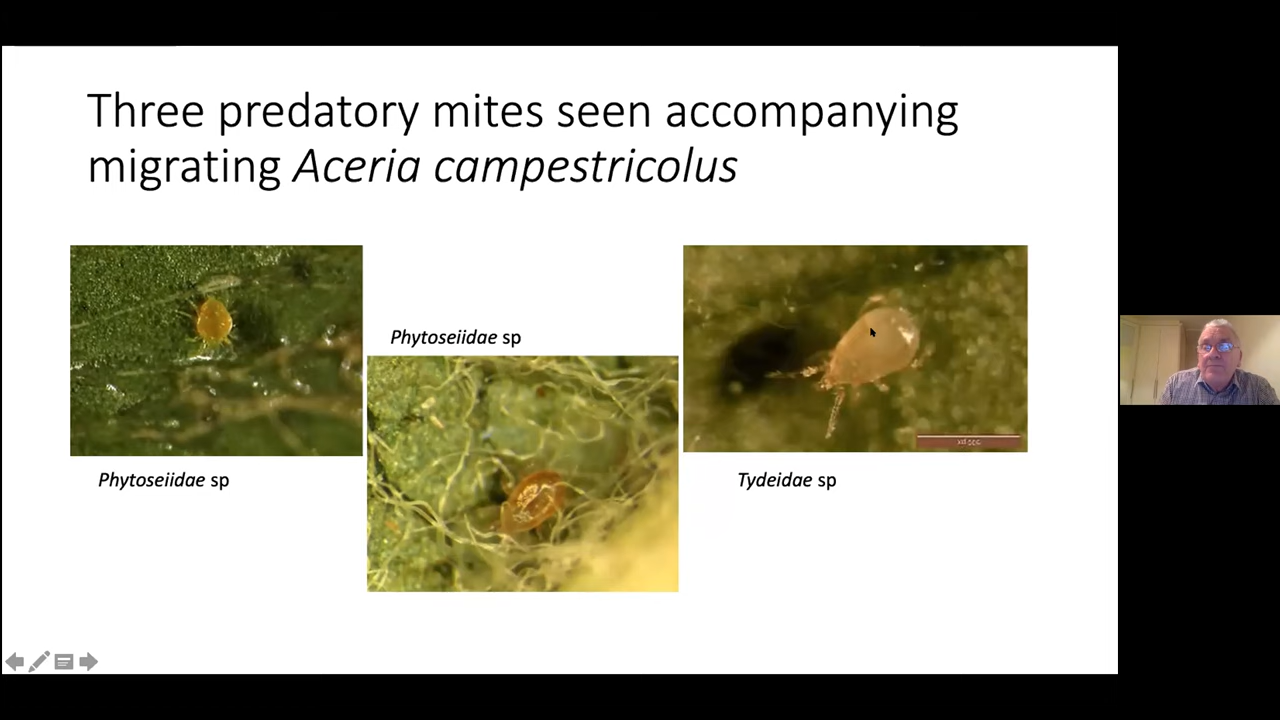 Three predatory mites seen accompanying
migrating Aceria campestricolus
Phytoseiidae sp
Phytoseiidae sp
Tydeidae sp